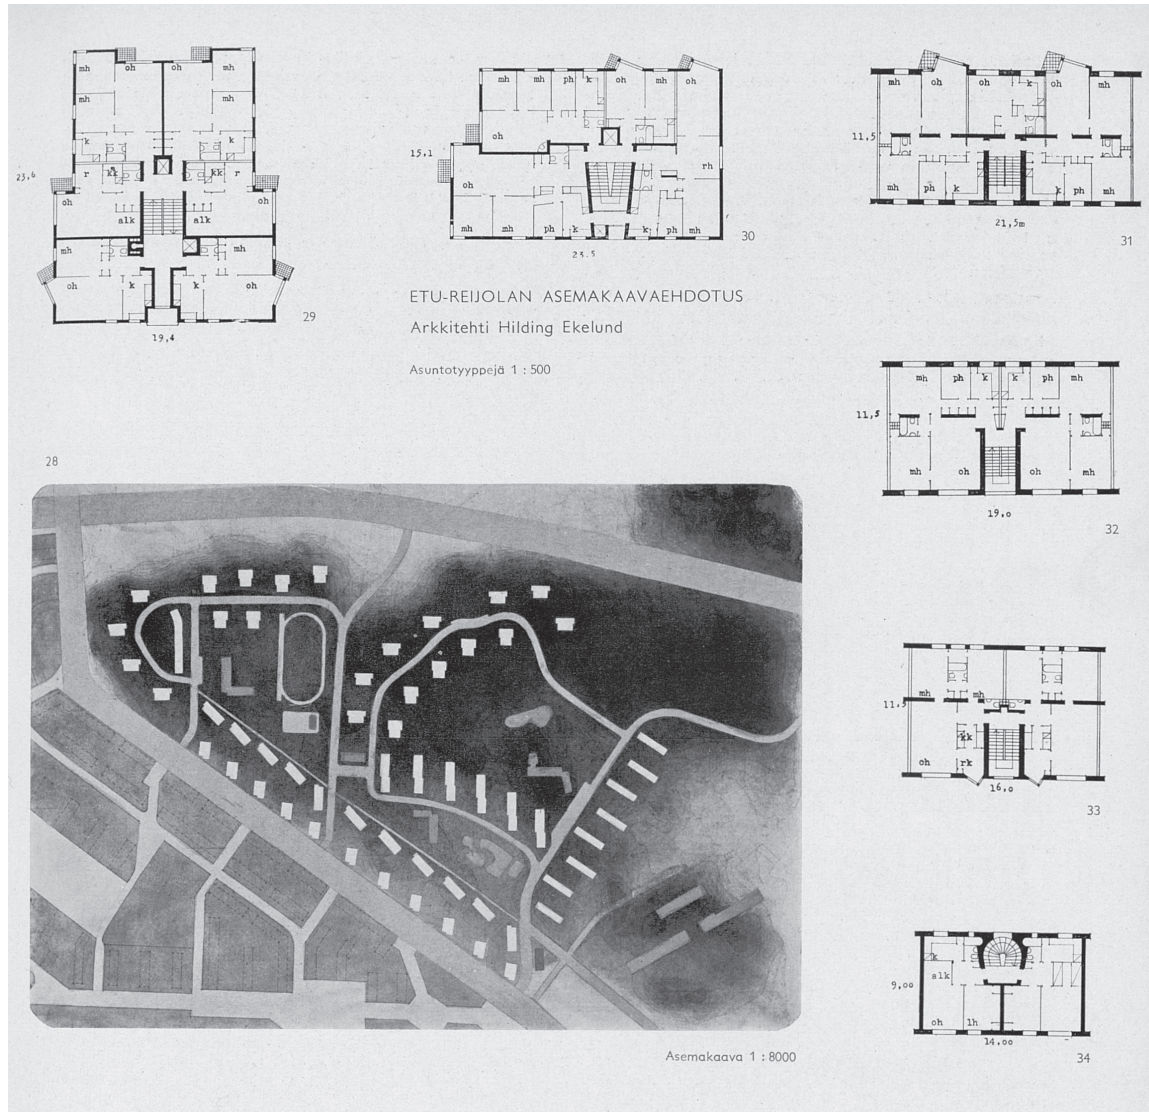 mh
oh
oh
mh
mh
mh
k
k
23,6
r
kk
kk
r
oh
alk
alk
oh
mh
mh
oh
k
k
oh
29
19,4
mh
mh
ph
k
oh
mh
oh
oh
15,1
rh
oh
mh
mh
ph
k
k
ph
mh
30
23.5
mh
oh
oh
k
oh
mh
11,5
mh
ph
k
k
ph
mh
21,5m
31
ETU-REIJOLAN ASEMAKAAVAEHDOTUS
Arkkitehti Hilding Ekelund
Asuntotyyppejä 1 : 500
mh
ph
k
k
ph
mh
11,5
mh
oh
oh
mh
19,0
32
28
mh
mh
11,5
kk
oh
rk
16,0
33
k
alk
9,00
oh
lh
14,00
34
Asemakaava 1 : 8000